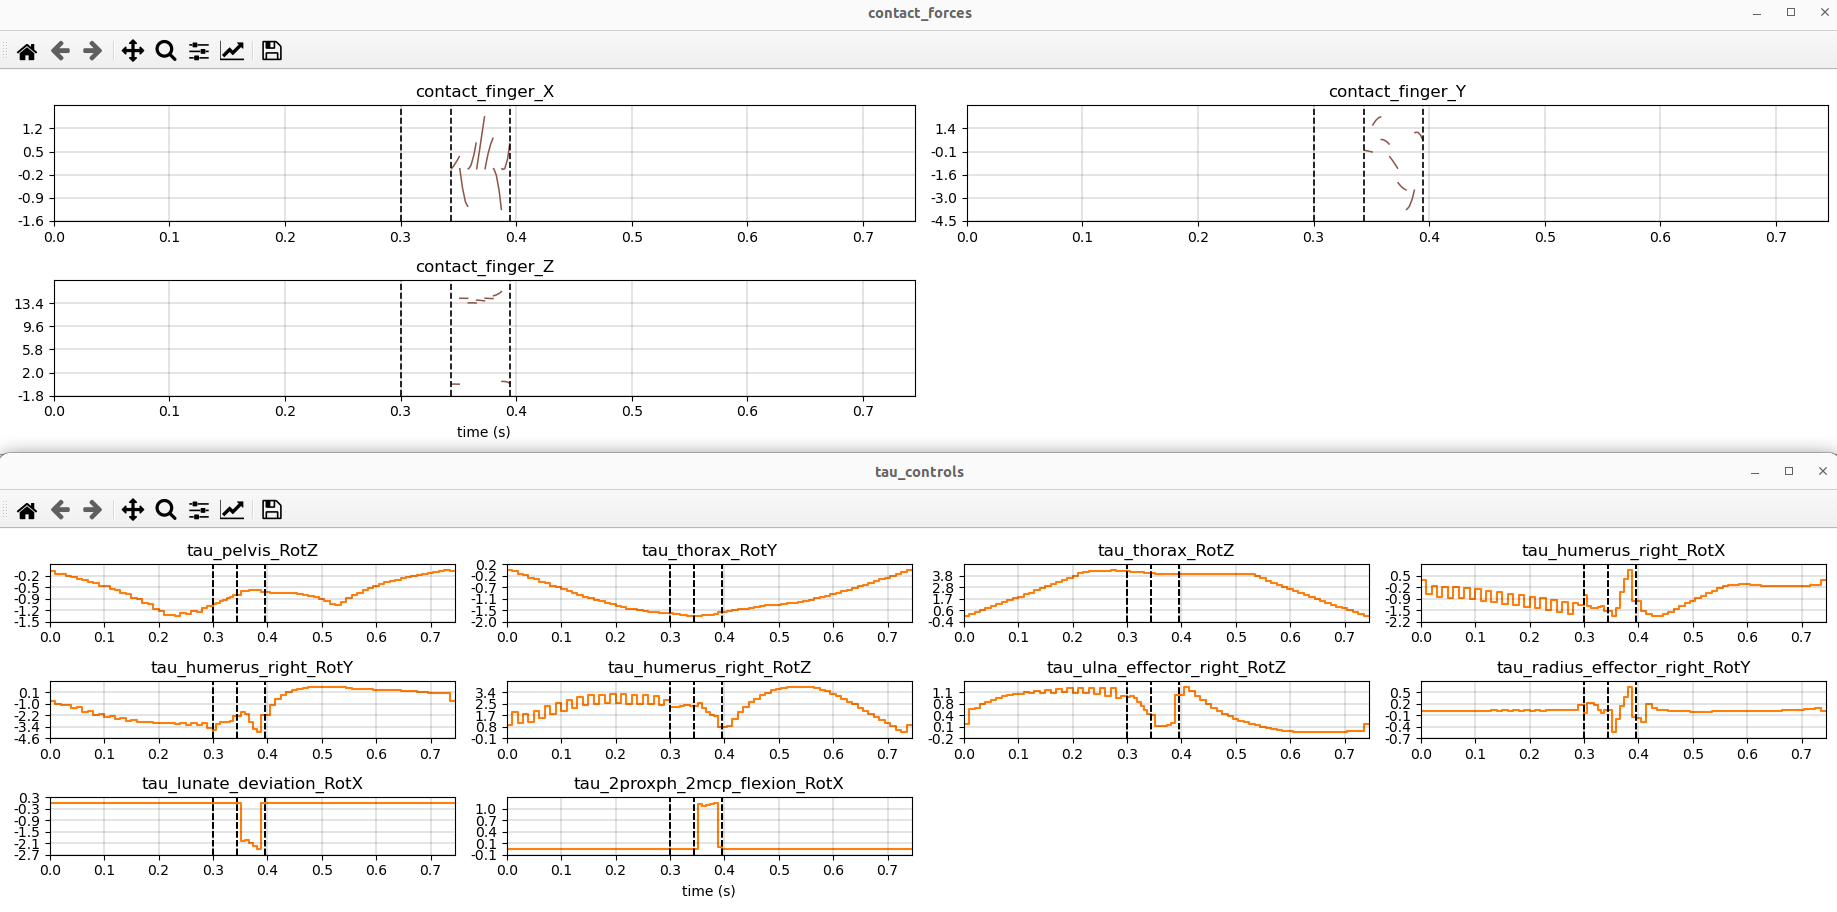 contact_forces
contact_finger_X
1.2
0.5
-0.2
-0.9
-1.6
0.0 0.1 0.2 0.3 0.4 0.5 0.6 0.7
contact_finger_Y
1.4
-0.1
-1.6
-3.0
-4.5
0.0 0.1 0.2 0.3 0.4 0.5 0.6 0.7
contact_finger_Z
13.4
9.6
5.8
2.0
-1.8
0.0 0.1 0.2 0.3 0.4 0.5 0.6 0.7
time (s)
tau_controls
tau_pelvis_RotZ
-0.2
-0.5
-0.9
-1.2
-1.5
0.0 0.1 0.2 0.3 0.4 0.5 0.6 0.7
tau_thorax_RotY
0.2
-0.2
-0.7
-1.1
-1.5
-2.0
0.0 0.1 0.2 0.3 0.4 0.5 0.6 0.7
tau_thorax_RotZ
3.8
2.8
1.7
0.6
-0.4
0.0 0.1 0.2 0.3 0.4 0.5 0.6 0.7
tau_humerus_right_RotX
0.5
-0.2
-0.9
-1.5
-2.2
0.0 0.1 0.2 0.3 0.4 0.5 0.6 0.7
tau_humerus_right_RotY
0.1
-1.0
-2.2
-3.4
-4.6
0.0 0.1 0.2 0.3 0.4 0.5 0.6 0.7
tau_humerus_right_RotZ
3.4
2.5
1.7
0.8
-0.1
0.0 0.1 0.2 0.3 0.4 0.5 0.6 0.7
tau_ulna_effector_right_RotZ
1.1
0.8
0.4
0.1
-0.2
0.0 0.1 0.2 0.3 0.4 0.5 0.6 0.7
tau_radius_effector_right_RotY
0.5
0.2
-0.1
-0.4
-0.7
0.0 0.1 0.2 0.3 0.4 0.5 0.6 0.7
tau_lunate_deviation_RotX
0.3
-0.3
-0.9
-1.5
-2.1
-2.7
0.0 0.1 0.2 0.3 0.4 0.5 0.6 0.7
tau_2proxph_2mcp_flexion_RotX
1.0
0.7
0.4
0.1
-0.1
0.0 0.1 0.2 0.3 0.4 0.5 0.6 0.7
time (s)